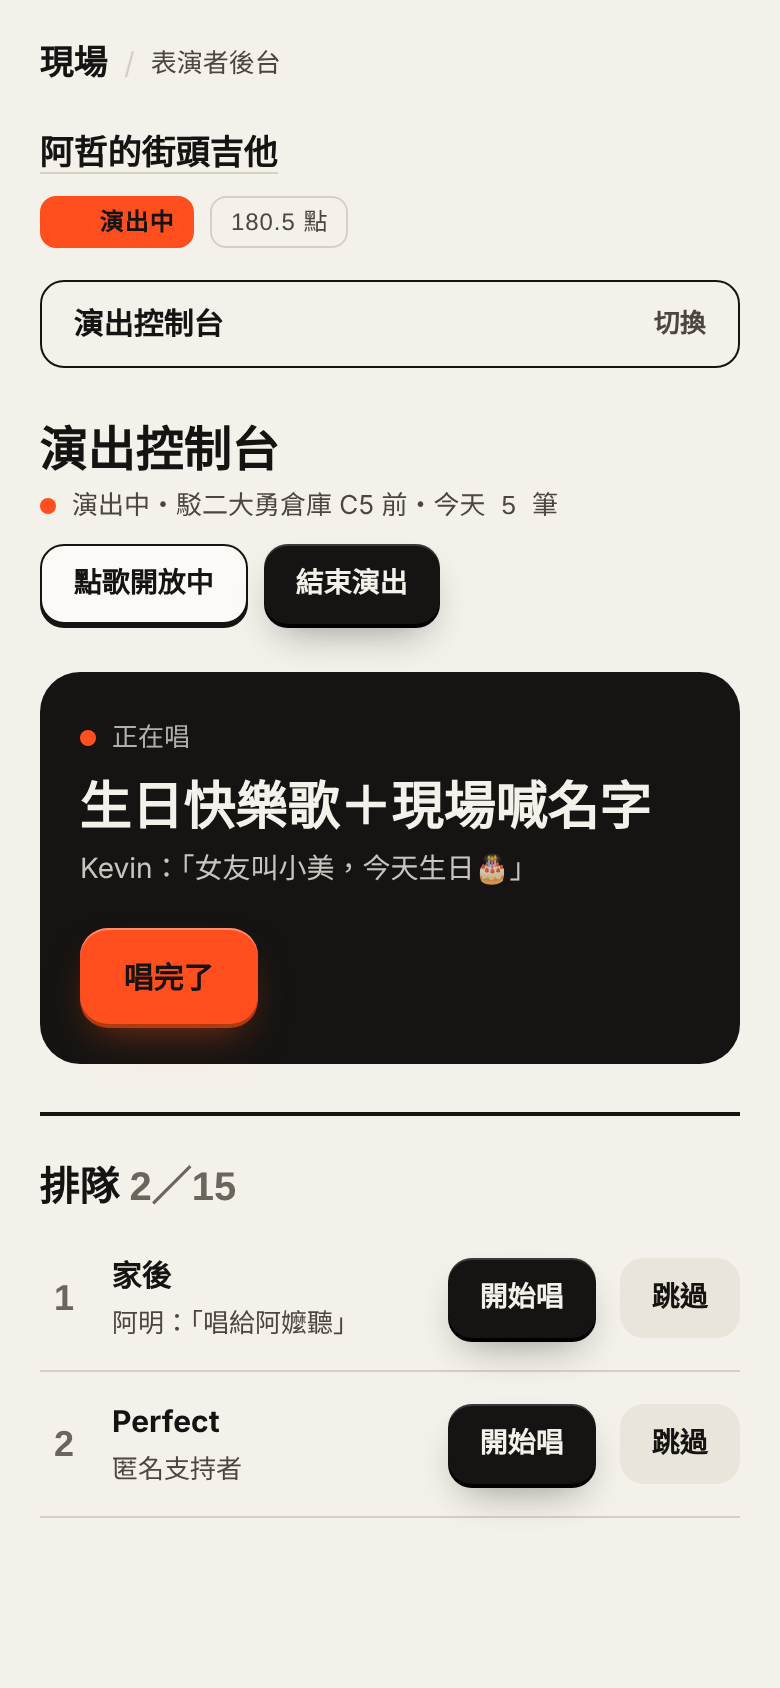 現場 / 表演者後台
阿哲的街頭吉他
演出中 180.5 點
演出控制台 切換
演出控制台
演出中・駁二大勇倉庫 C5 前・今天 5 筆
點歌開放中 結束演出
正在唱
生日快樂歌＋現場喊名字
Kevin：「女友叫小美，今天生日🎂」
唱完了
排隊 2／15
1 家後 開始唱 跳過
阿明：「唱給阿嬤聽」
2 Perfect 開始唱 跳過
匿名支持者